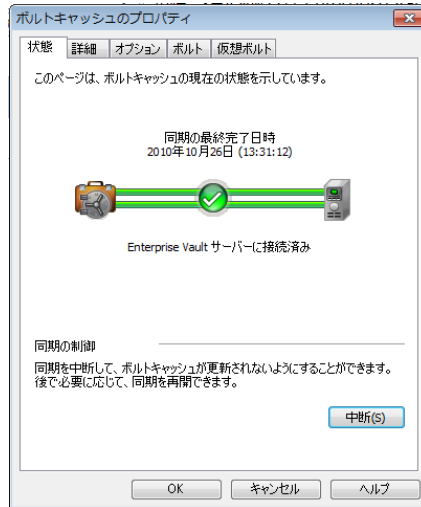 ボルトキャッシュのプロパティ
状態 詳細 オプション ボルト 仮想ボルト
このページは、ボルトキャッシュの現在の状態を示しています。
同期の最終完了日時
2010年10月26日 (13:31:12)
Enterprise Vault サーバーに接続済み
同期の制御
同期を中断して、ボルトキャッシュが更新されないようにすることができます。
後で必要に応じて、同期を再開できます。
中断(S)
OK キャンセル ヘルプ